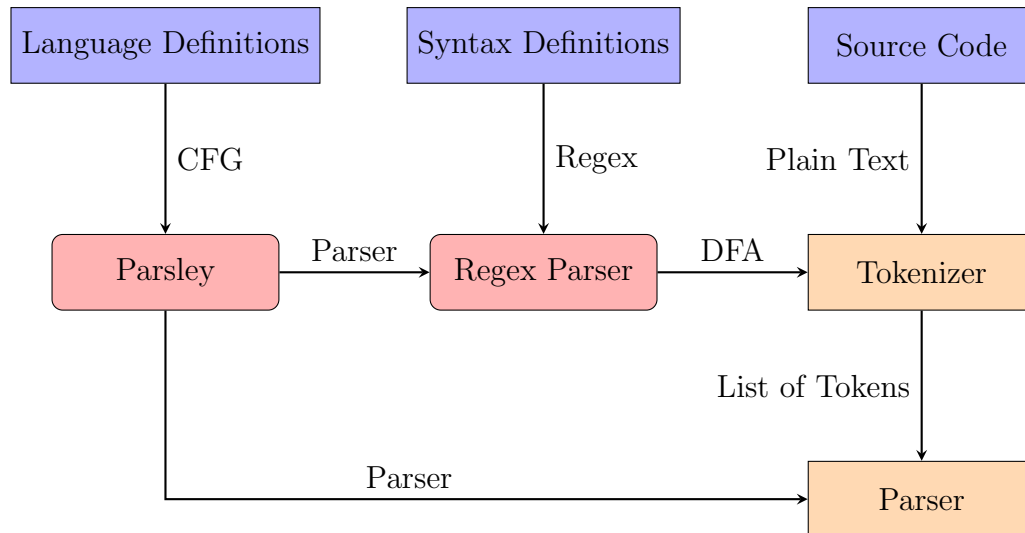 Language Definitions
Syntax Definitions
Source Code
CFG
Regex
Plain Text
Parsley
Parser
Regex Parser
DFA
Tokenizer
List of Tokens
Parser
Parser